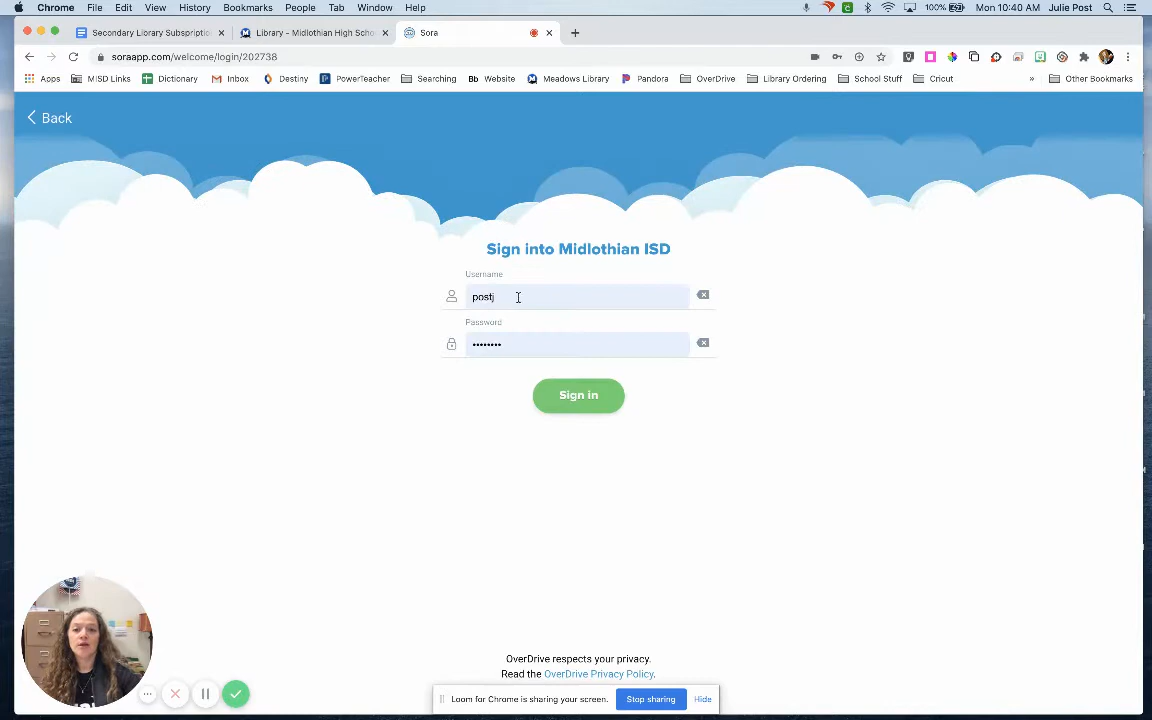 Chrome File Edit View History Bookmarks People Tab Window Help 100% Mon 10:40 AM Julie Post
Secondary Library Subspriptio Library - Midlothian High Scho Sora
soraapp.com/welcome/login/202738
Apps MISD Links Dictionary Inbox Destiny PowerTeacher Searching Bb Website Meadows Library Pandora OverDrive Library Ordering School Stuff Cricut » Other Bookmarks
Back
Sign into Midlothian ISD
Username
postj
Password
••••••••
Sign in
OverDrive respects your privacy.
Read the OverDrive Privacy Policy.
Loom for Chrome is sharing your screen. Stop sharing Hide